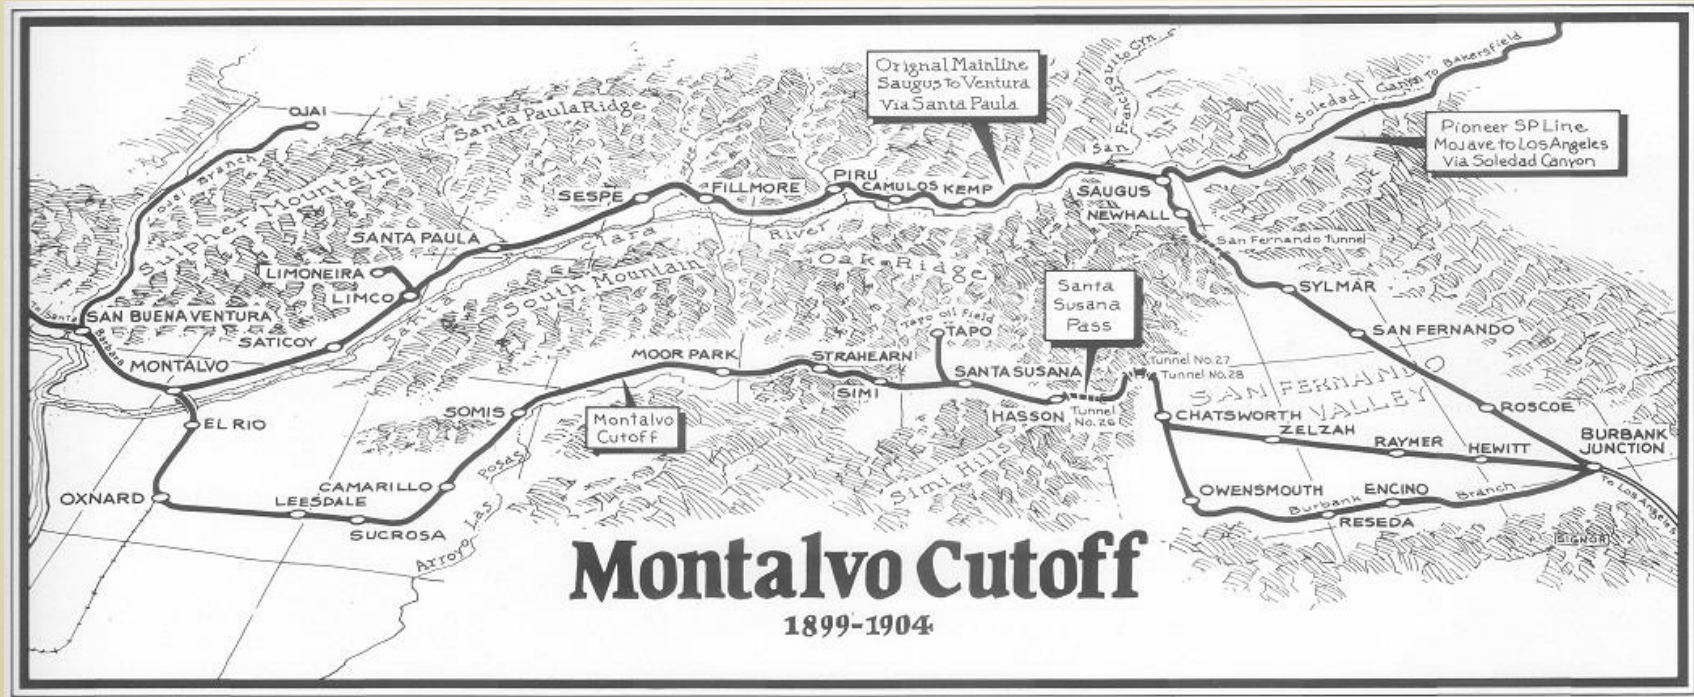 Orignal Mainline
Saugus To Ventura
Via Santa Paula
Pioneer SP Line
Mojave to Los Angeles
Via Soledad Canyon
Soledad Canyon To Bakersfield
San Francisquito Cyn
OJAI
Ojai Branch
Santa Paula Ridge
Sulpher Mountain
SESPE
FILLMORE
PIRU
CAMULOS
KEMP
SAUGUS
NEWHALL
San Fernando Tunnel
SANTA PAULA
LIMONEIRA
LIMCO
Santa Clara River
South Mountain
Oak Ridge
Santa
Susana
Pass
SYLMAR
To Santa Barbara
SAN BUENAVENTURA
SATICOY
MONTALVO
Tapo Oil Field
TAPO
SAN FERNANDO
MOOR PARK
STRAHEARN
SIMI
SANTA SUSANA
HASSON
Tunnel
No. 26
Tunnel No. 27
Tunnel No. 28
SAN FERNANDO
VALLEY
EL RIO
SOMIS
Montalvo
Cutoff
CHATSWORTH
ZELZAH
RAYMER
HEWITT
ROSCOE
BURBANK
JUNCTION
OXNARD
LEESDALE
CAMARILLO
SUCROSA
Arroyo Las Posas
Simi Hills
OWENSMOUTH
Burbank Branch
ENCINO
RESEDA
To Los Angeles
SIGNOR
Montalvo Cutoff
1899-1904